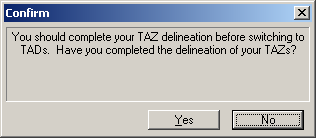 Confirm
You should complete your TAZ delineation before switching to
TADs. Have you completed the delineation of your TAZs?
Yes
No